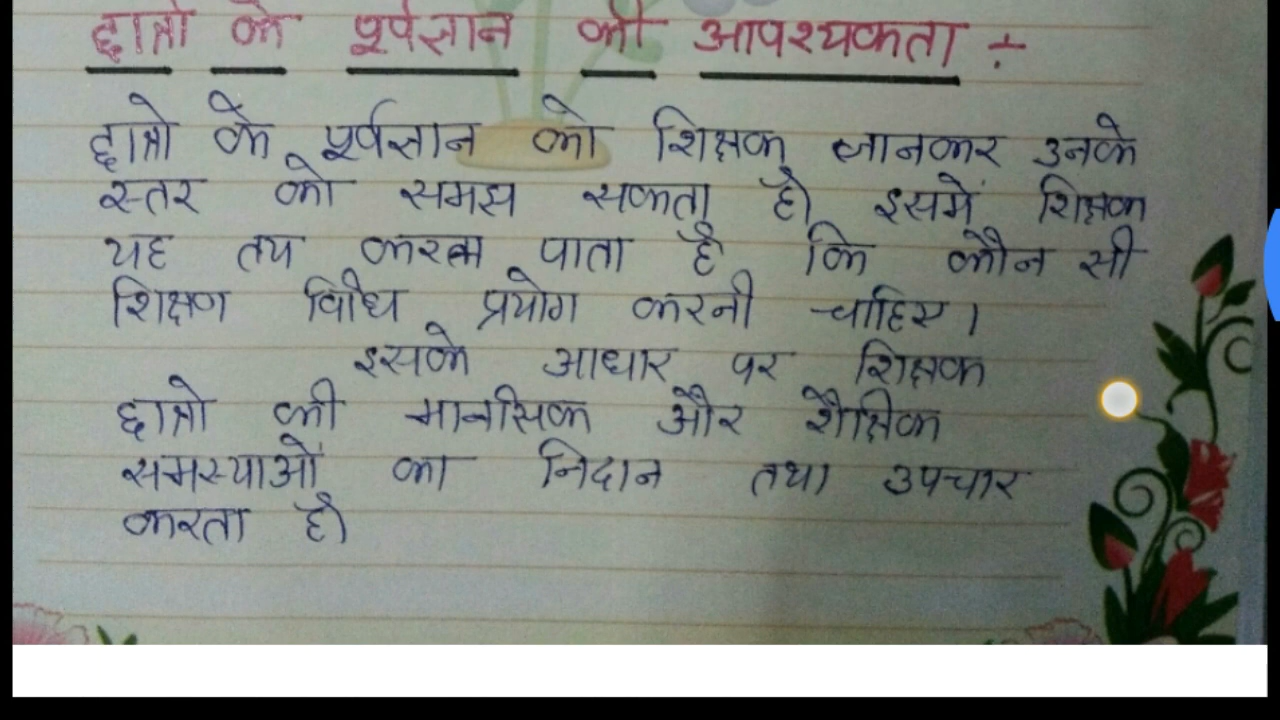 छात्रो के पूर्वज्ञान की आवश्यकता ÷
छात्रो के पूर्वज्ञान को शिक्षक जानकर उनके
स्तर को समझ सकता है। इसमें शिक्षक
यह तय कर पाता है कि कौन सी
शिक्षण विधि प्रयोग करनी चाहिए।
इसके आधार पर शिक्षक
छात्रो की मानसिक और शैक्षिक
समस्याओं का निदान तथा उपचार
करता है।